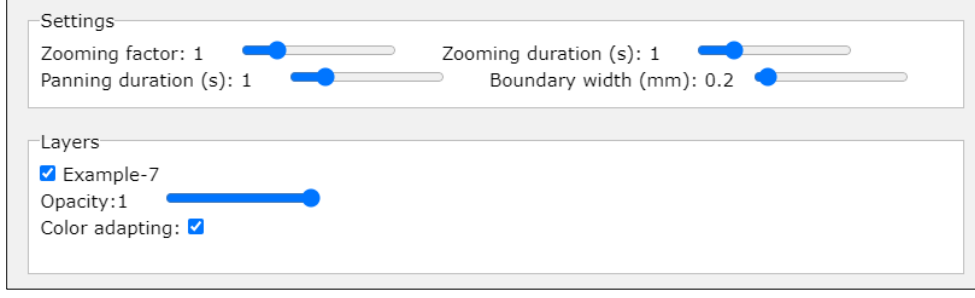 Settings
Zooming factor: 1 Zooming duration (s): 1
Panning duration (s): 1 Boundary width (mm): 0.2
Layers
Example-7
Opacity:1
Color adapting: